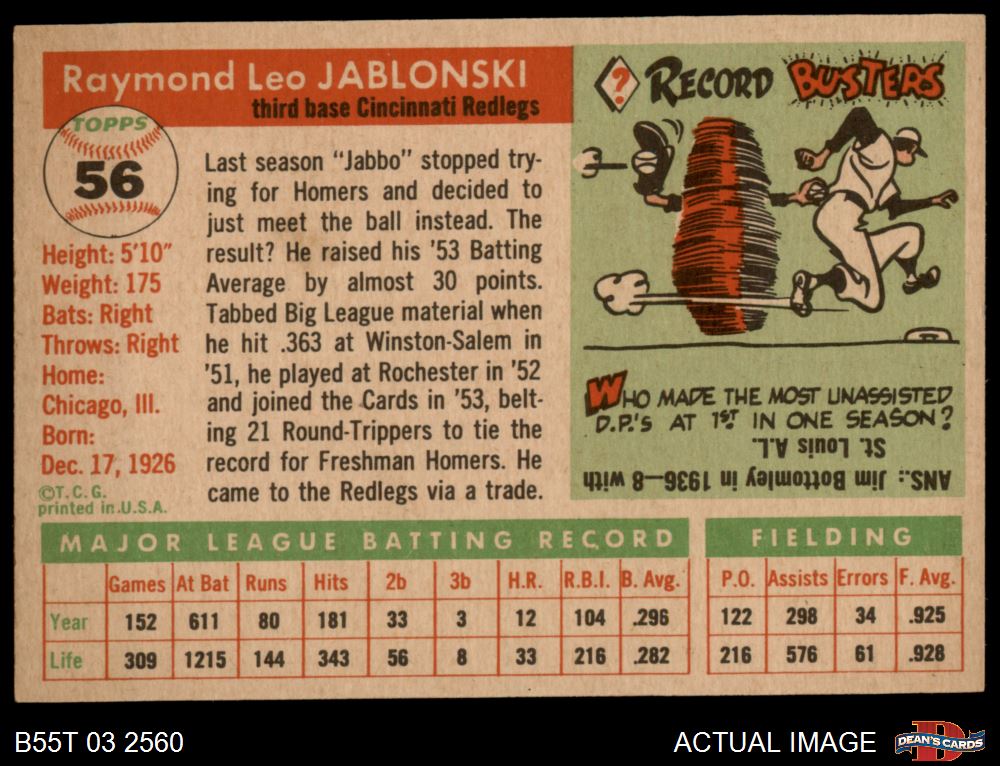 Raymond Leo JABLONSKI
third base Cincinnati Redlegs
TOPPS
56
Height: 5'10"
Weight: 175
Bats: Right
Throws: Right
Home:
Chicago, Ill.
Born:
Dec. 17, 1926
©T.C.G.
printed in U.S.A.
Last season "Jabbo" stopped try-
ing for Homers and decided to
just meet the ball instead. The
result? He raised his '53 Batting
Average by almost 30 points.
Tabbed Big League material when
he hit .363 at Winston-Salem in
'51, he played at Rochester in '52
and joined the Cards in '53, belt-
ing 21 Round-Trippers to tie the
record for Freshman Homers. He
came to the Redlegs via a trade.
? RECORD BUSTERS
WHO MADE THE MOST UNASSISTED
D.P.'S AT 1ST IN ONE SEASON?
ANS.: Jim Bottomley in 1936—8 with
St. Louis A.L.
MAJOR LEAGUE BATTING RECORD
Games At Bat Runs Hits 2b 3b H.R. R.B.I. B. Avg.
Year 152 611 80 181 33 3 12 104 .296
Life 309 1215 144 343 56 8 33 216 .282
FIELDING
P.O. Assists Errors F. Avg.
122 298 34 .925
216 576 61 .928
B55T 03 2560
ACTUAL IMAGE
DEAN'S CARDS